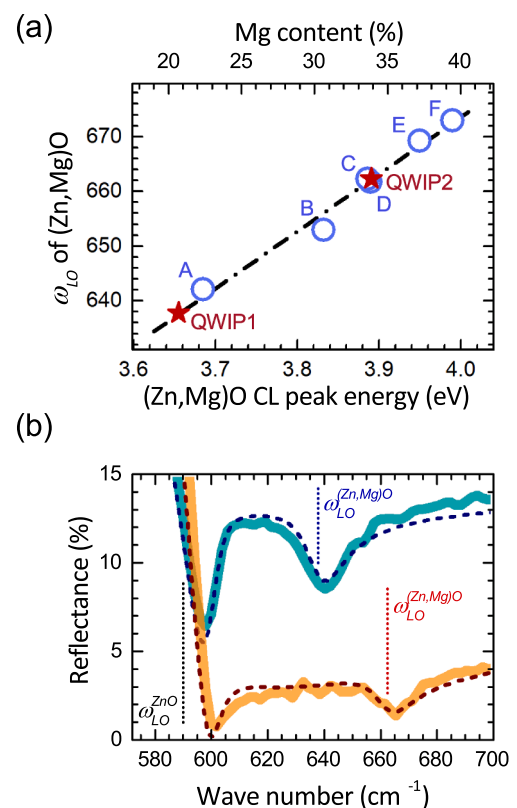 (a)
Mg content (%)
20 25 30 35 40
ω_LO of (Zn,Mg)O
670
660
650
640
A
B
C
D
E
F
QWIP1
QWIP2
3.6 3.7 3.8 3.9 4.0
(Zn,Mg)O CL peak energy (eV)
(b)
Reflectance (%)
15
10
5
0
ω_LO^(Zn,Mg)O
ω_LO^(Zn,Mg)O
ω_LO^ZnO
580 600 620 640 660 680 700
Wave number (cm⁻¹)